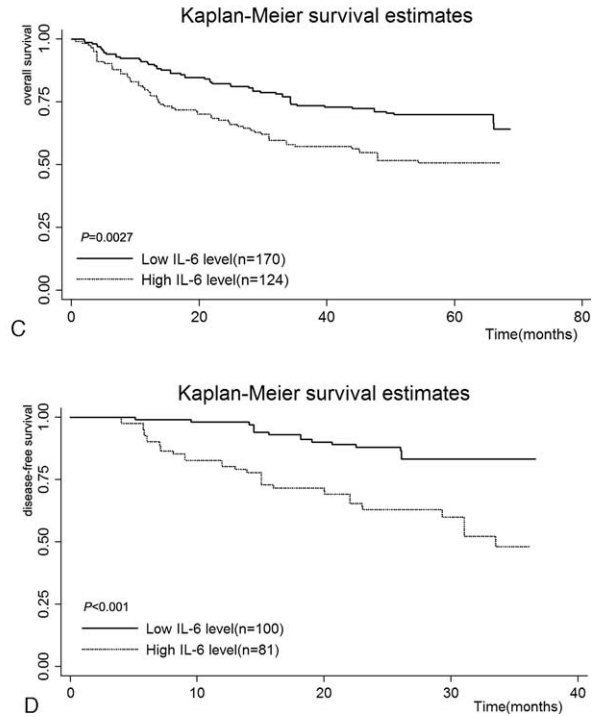 Kaplan-Meier survival estimates
overall survival
1.00
0.75
0.50
0.25
0.00
P=0.0027
Low IL-6 level(n=170)
High IL-6 level(n=124)
0 20 40 60 80
Time(months)
C
Kaplan-Meier survival estimates
disease-free survival
1.00
0.75
0.50
0.25
0.00
P<0.001
Low IL-6 level(n=100)
High IL-6 level(n=81)
0 10 20 30 40
Time(months)
D